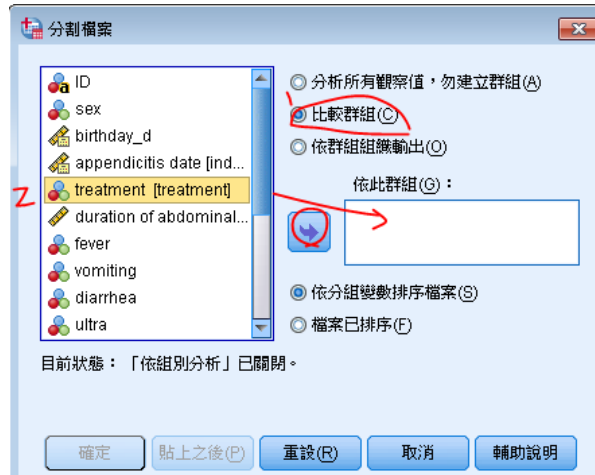 分割檔案
ID
sex
birthday_d
appendicitis date [ind...
treatment [treatment]
duration of abdominal...
fever
vomiting
diarrhea
ultra
分析所有觀察值，勿建立群組(A)
比較群組(C)
依群組組織輸出(O)
依此群組(G)：
依分組變數排序檔案(S)
檔案已排序(F)
目前狀態：「依組別分析」已關閉。
確定
貼上之後(P)
重設(R)
取消
輔助說明